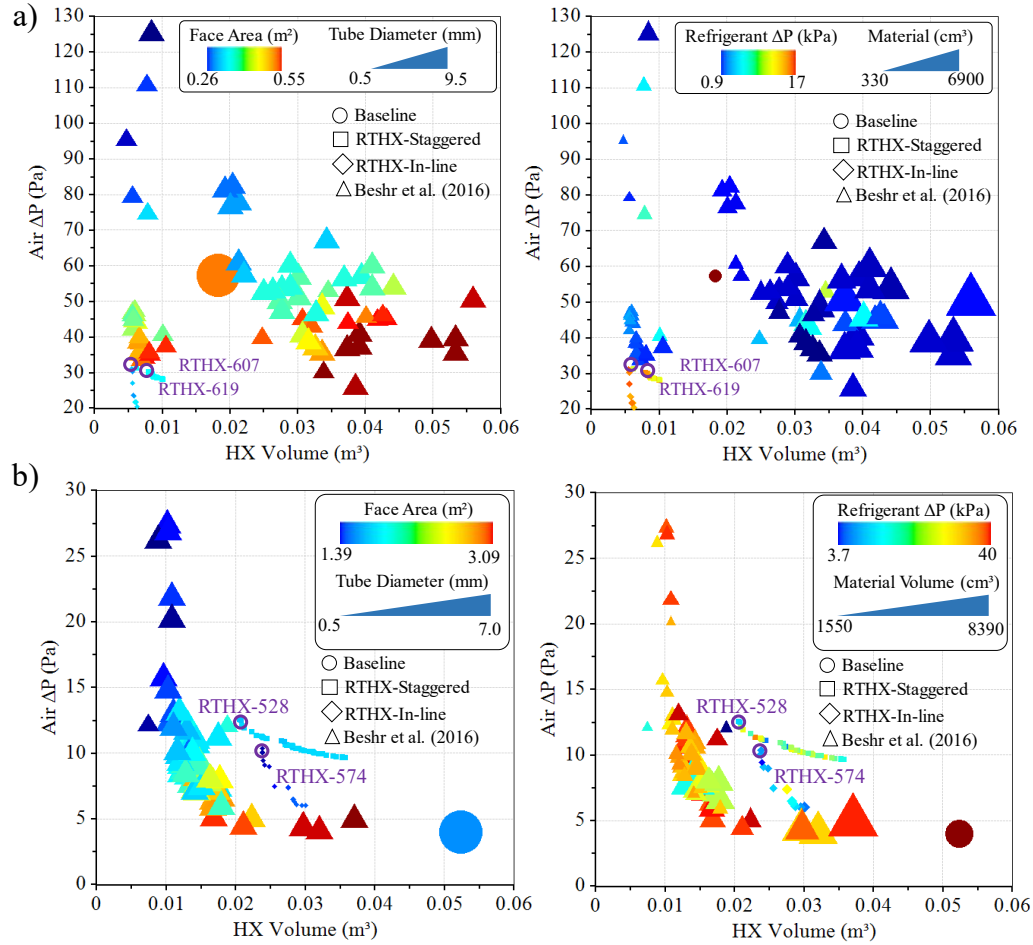 a)
130
120
110
100
90
80
70
60
50
40
30
20
Air ΔP (Pa)
Face Area (m²)
0.26
0.55
Tube Diameter (mm)
0.5
9.5
Baseline
RTHX-Staggered
RTHX-In-line
Beshr et al. (2016)
RTHX-607
RTHX-619
0
0.01
0.02
0.03
0.04
0.05
0.06
HX Volume (m³)
130
120
110
100
90
80
70
60
50
40
30
20
Air ΔP (Pa)
Refrigerant ΔP (kPa)
0.9
17
Material (cm³)
330
6900
Baseline
RTHX-Staggered
RTHX-In-line
Beshr et al. (2016)
RTHX-607
RTHX-619
0
0.01
0.02
0.03
0.04
0.05
0.06
HX Volume (m³)
b)
30
25
20
15
10
5
0
Air ΔP (Pa)
Face Area (m²)
1.39
3.09
Tube Diameter (mm)
0.5
7.0
Baseline
RTHX-Staggered
RTHX-In-line
Beshr et al. (2016)
RTHX-528
RTHX-574
0
0.01
0.02
0.03
0.04
0.05
0.06
HX Volume (m³)
30
25
20
15
10
5
0
Air ΔP (Pa)
Refrigerant ΔP (kPa)
3.7
40
Material Volume (cm³)
1550
8390
Baseline
RTHX-Staggered
RTHX-In-line
Beshr et al. (2016)
RTHX-528
RTHX-574
0
0.01
0.02
0.03
0.04
0.05
0.06
HX Volume (m³)